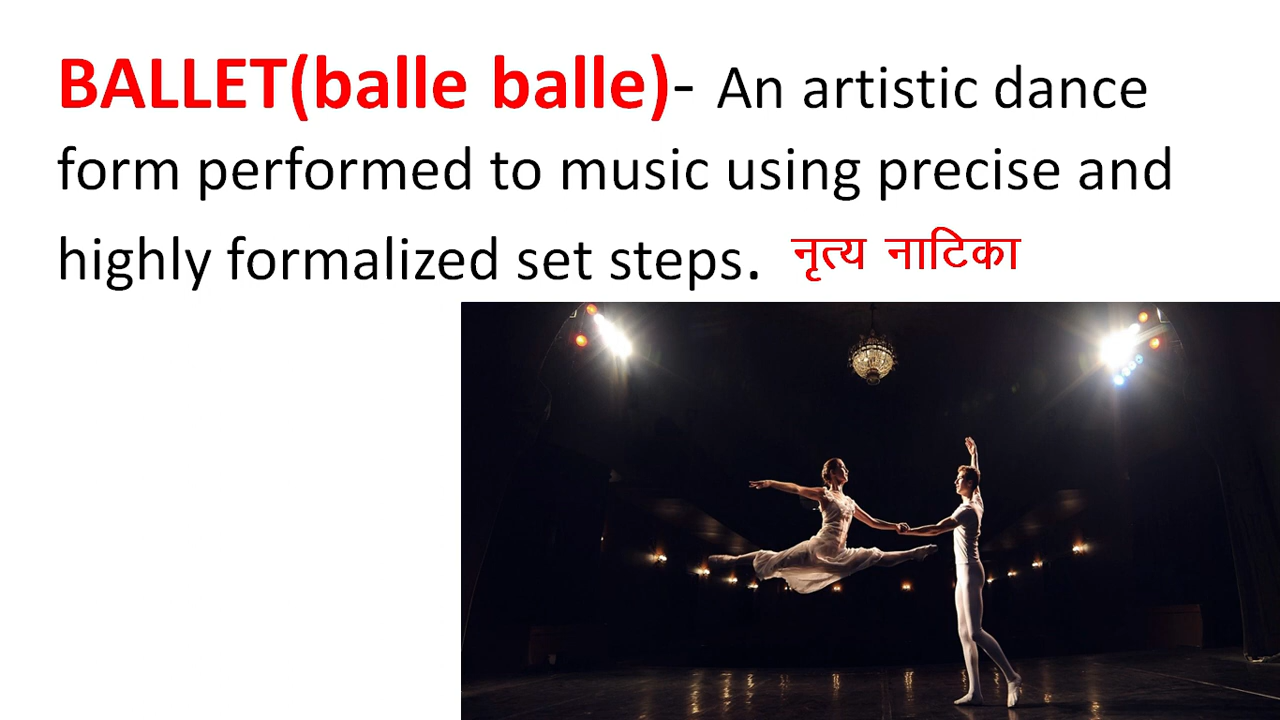 BALLET(balle balle)- An artistic dance
form performed to music using precise and
highly formalized set steps. नृत्य नाटिका